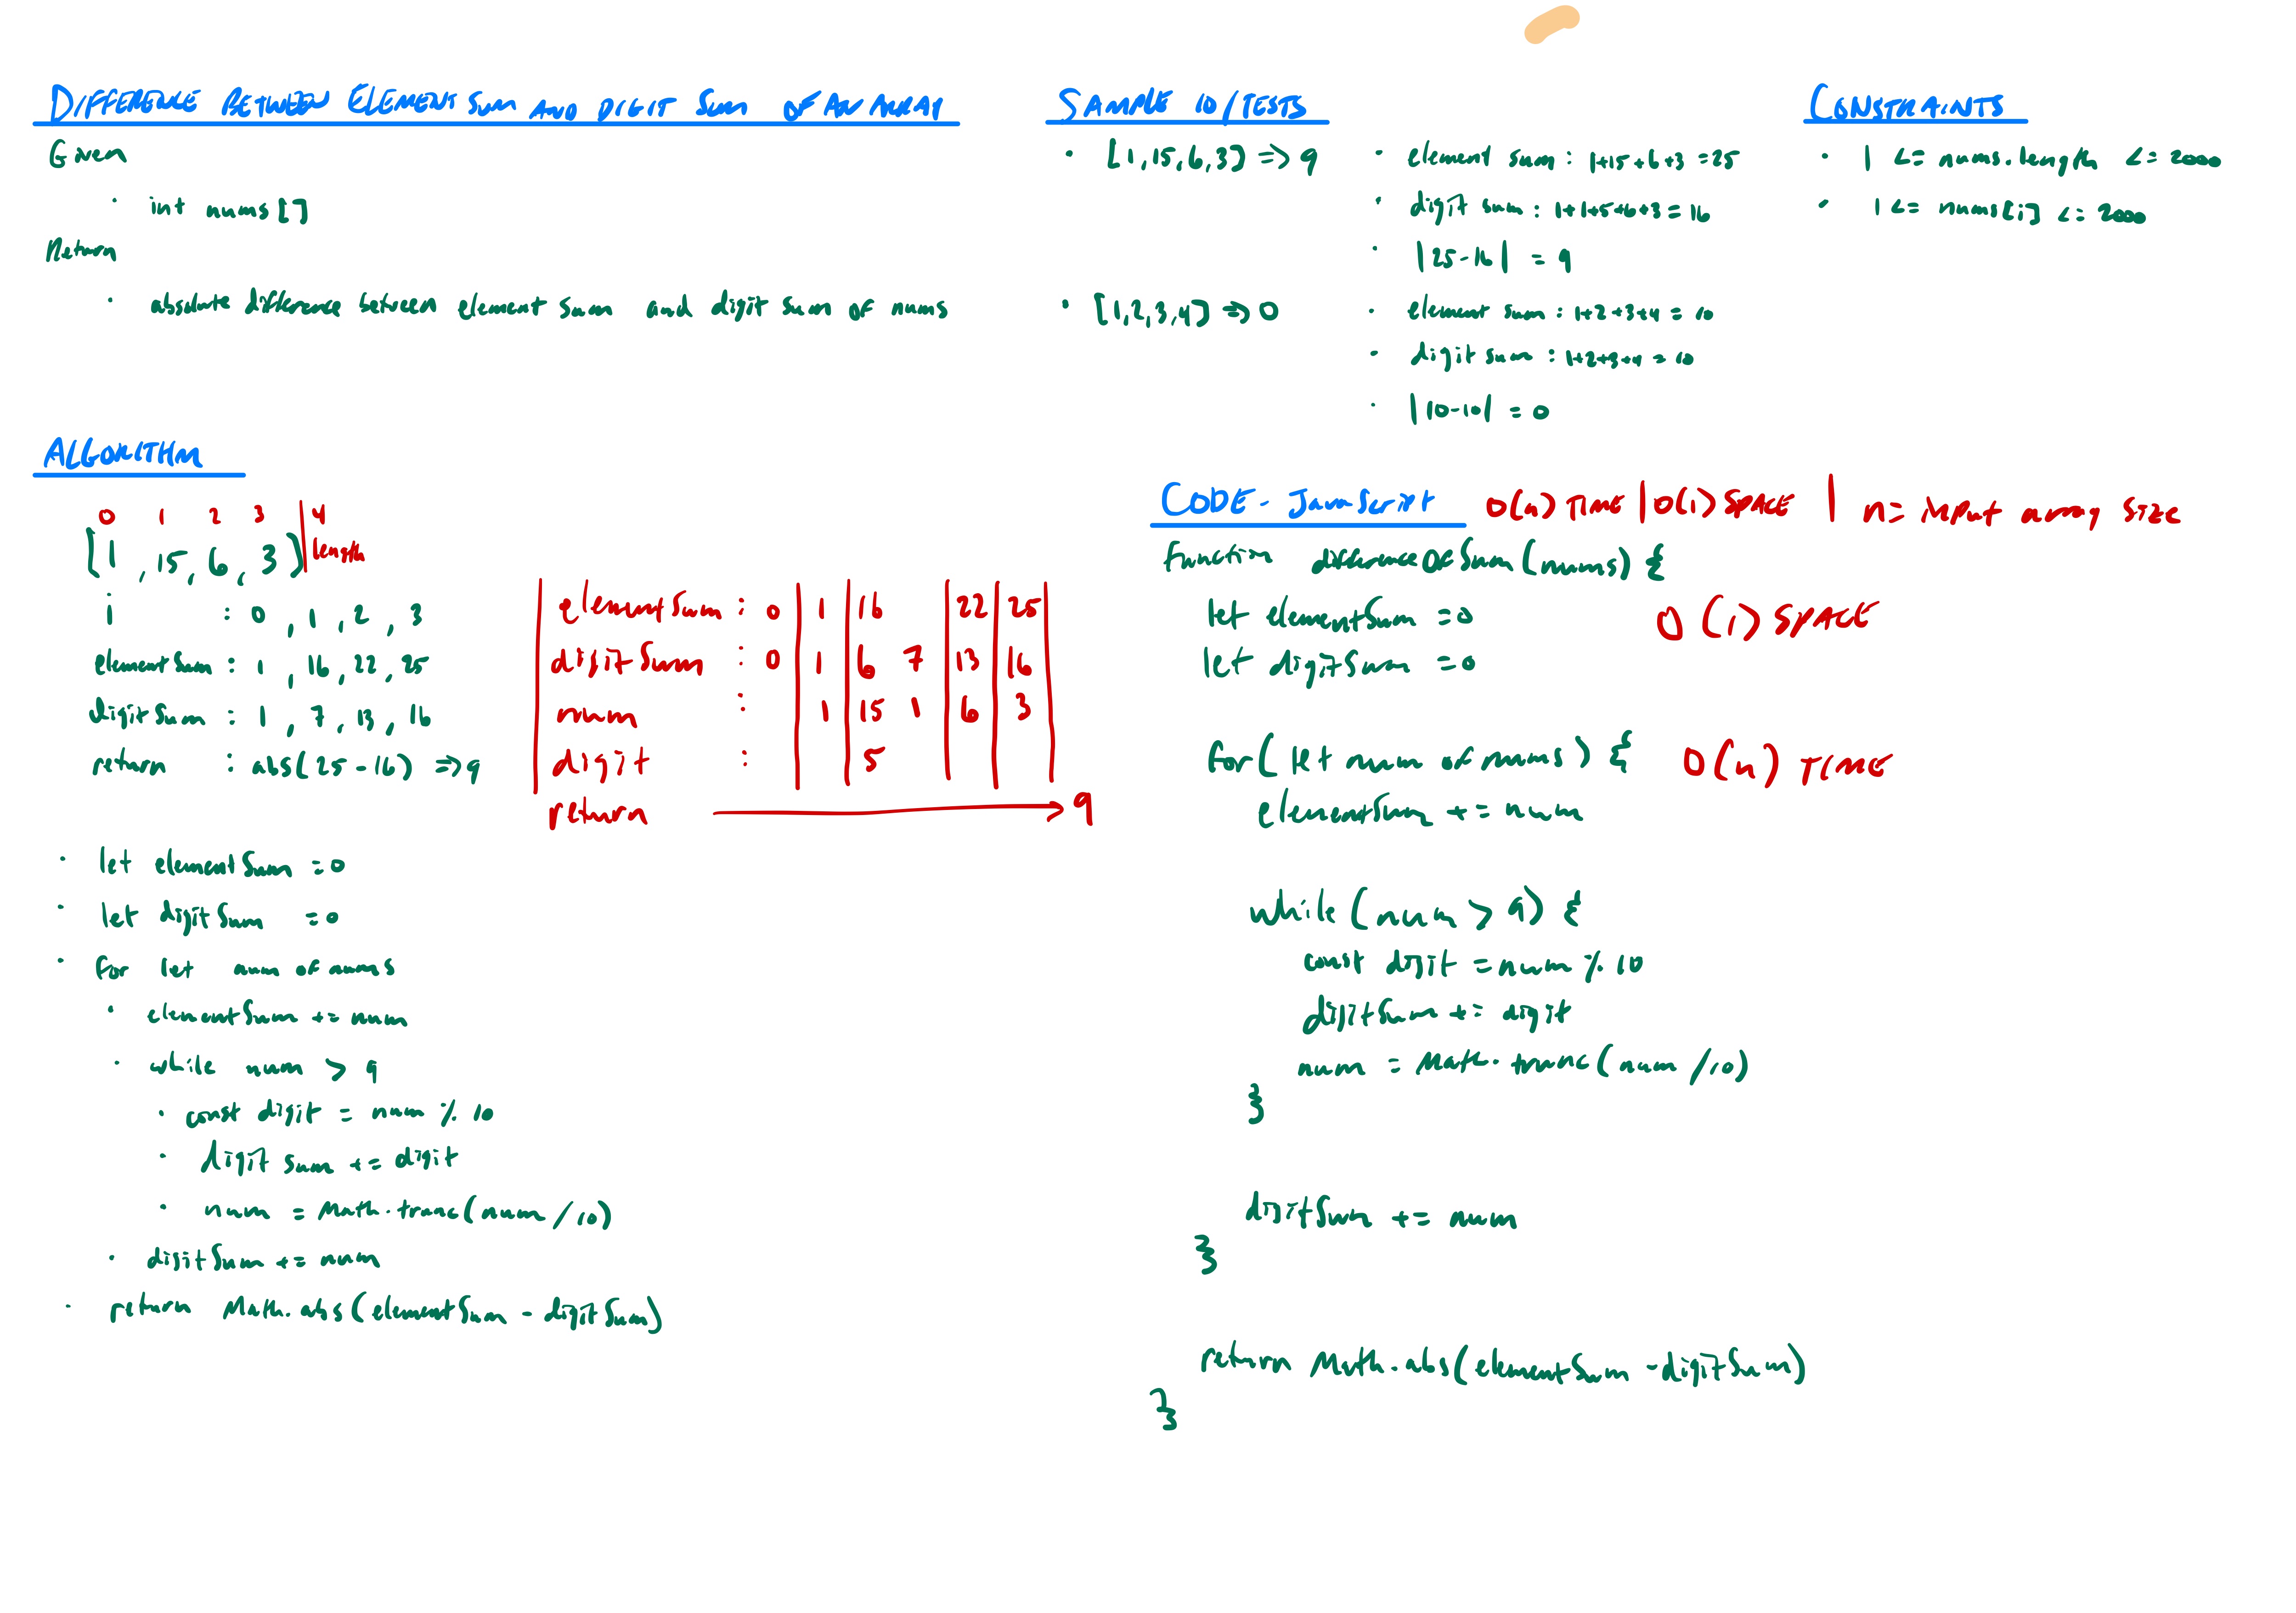 DIFFERENCE BETWEEN ELEMENT SUM AND DIGIT SUM OF AN ARRAY
Given
· int nums[]
Return
· absolute difference between element sum and digit sum of nums
SAMPLE IO/TESTS
· [1,15,6,3] => 9
· element sum : 1+15+6+3 = 25
· digit sum : 1+1+5+6+3 = 16
· |25-16| = 9
· [1,2,3,4] => 0
· element sum : 1+2+3+4 = 10
· digit sum : 1+2+3+4 = 10
· |10-10| = 0
CONSTRAINTS
· 1 <= nums.length <= 2000
· 1 <= nums[i] <= 2000
ALGORITHM
0 1 2 3 | 4
[1, 15, 6, 3] | length
i : 0, 1, 2, 3
elementSum : 1, 16, 22, 25
digitSum : 1, 7, 13, 16
return : abs(25-16) => 9
elementSum : 0 | 1 | 16 | 22 | 25
digitSum : 0 | 1 | 6 7 | 13 | 16
num : | 1 | 15 1 | 6 | 3
digit : | | 5 | | |
return → 9
· let elementSum = 0
· let digitSum = 0
· for let num of nums
· elementSum += num
· while num > 9
· const digit = num % 10
· digit sum += digit
· num = Math.trunc(num/10)
· digitSum += num
· return Math.abs(elementSum - digitSum)
CODE - JavaScript O(n) TIME | O(1) SPACE | n = input array size
function differenceOfSum(nums) {
let elementSum = 0 O(1) SPACE
let digitSum = 0
for(let num of nums) { O(n) TIME
elementSum += num
while(num > 9) {
const digit = num % 10
digitSum += digit
num = Math.trunc(num/10)
}
digitSum += num
}
return Math.abs(elementSum - digitSum)
}